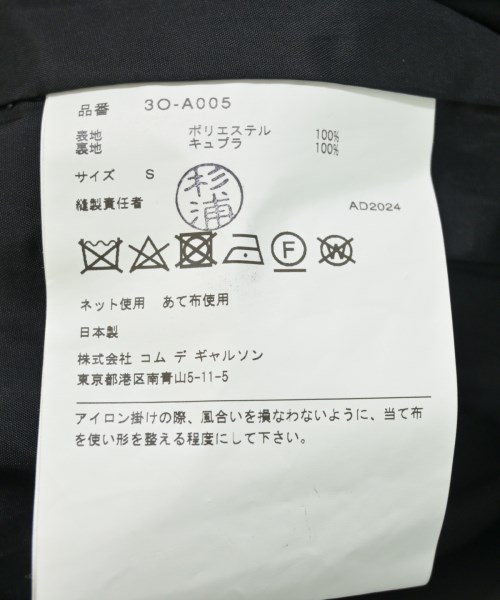 品番 3O-A005
表地 ポリエステル 100%
裏地 キュプラ 100%
サイズ S
縫製責任者 杉浦
AD2024
F
W
ネット使用 あて布使用
日本製
株式会社 コム デ ギャルソン
東京都港区南青山5-11-5
アイロン掛けの際、風合いを損なわないように、当て布
を使い形を整える程度にして下さい。